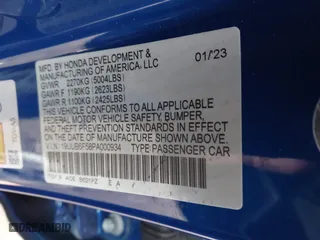 MFD. BY HONDA DEVELOPMENT & 01/23
MANUFACTURING OF AMERICA, LLC
GVWR 2270KG (5004LBS)
GAWR F 1190KG (2623LBS)
GAWR R 1100KG (2425LBS)
THIS VEHICLE CONFORMS TO ALL APPLICABLE
FEDERAL MOTOR VEHICLE SAFETY, BUMPER,
AND THEFT PREVENTION STANDARDS IN
EFFECT ON THE DATE OF MANUFACTURE
SHOWN ABOVE.
V.I.N.: 19UUB6F58PA000934
TYPE PASSENGER CAR